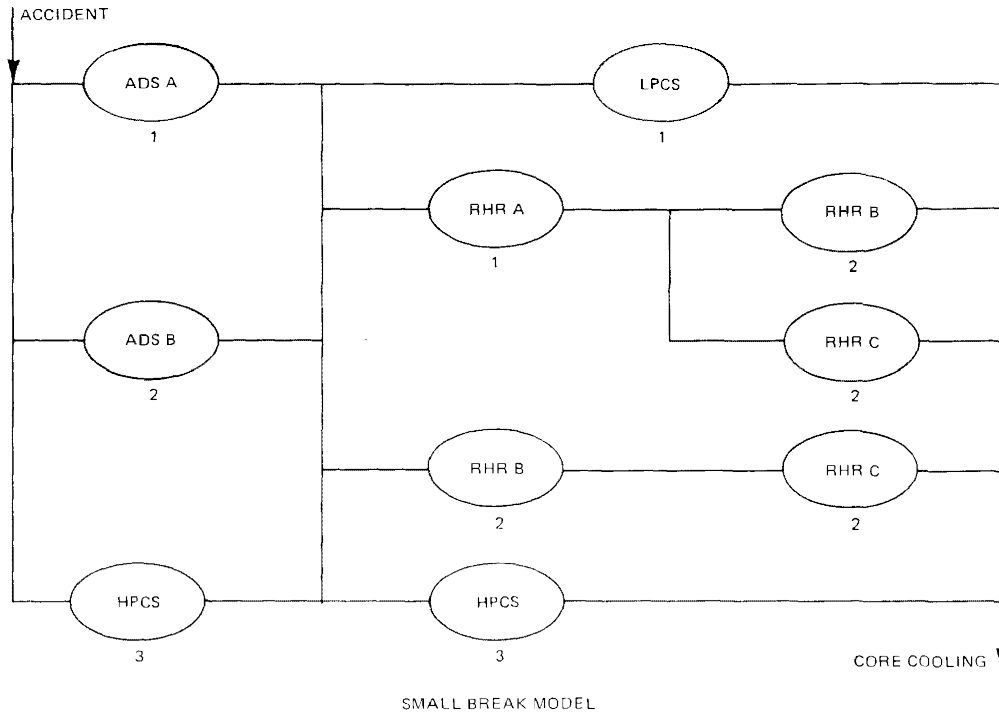 ACCIDENT
ADS A
1
LPCS
1
RHR A
1
RHR B
2
ADS B
2
RHR C
2
RHR B
2
RHR C
2
HPCS
3
HPCS
3
CORE COOLING
SMALL BREAK MODEL